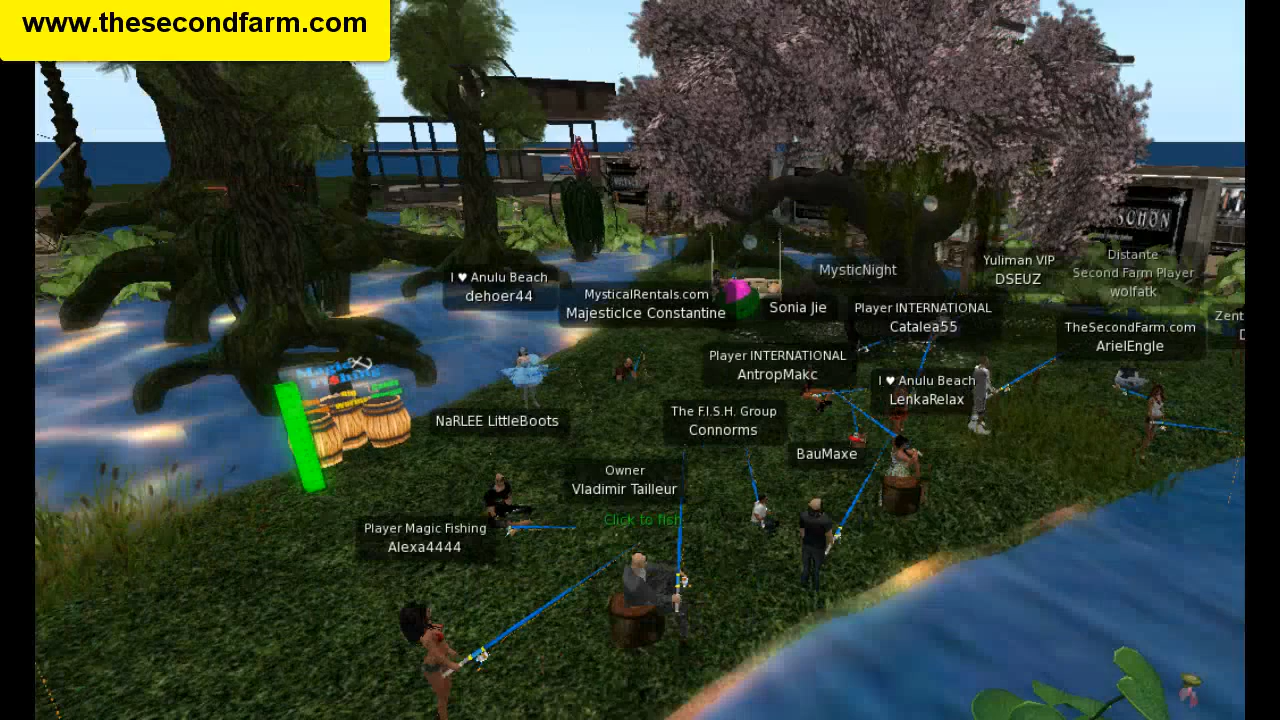 www.thesecondfarm.com
I ♥ Anulu Beach
dehoer44
MysticalRentals.com
MajesticIce Constantine
Sonia Jie
MysticNight
Yuliman VIP
DSEUZ
Distante
Second Farm Player
wolfatk
Player INTERNATIONAL
Catalea55
TheSecondFarm.com
ArielEngle
Player INTERNATIONAL
AntropMakc
I ♥ Anulu Beach
LenkaRelax
Magic
Fishing
NaRLEE LittleBoots
The F.I.S.H. Group
Connorms
BauMaxe
Owner
Vladimir Tailleur
Click to fish
Player Magic Fishing
Alexa4444